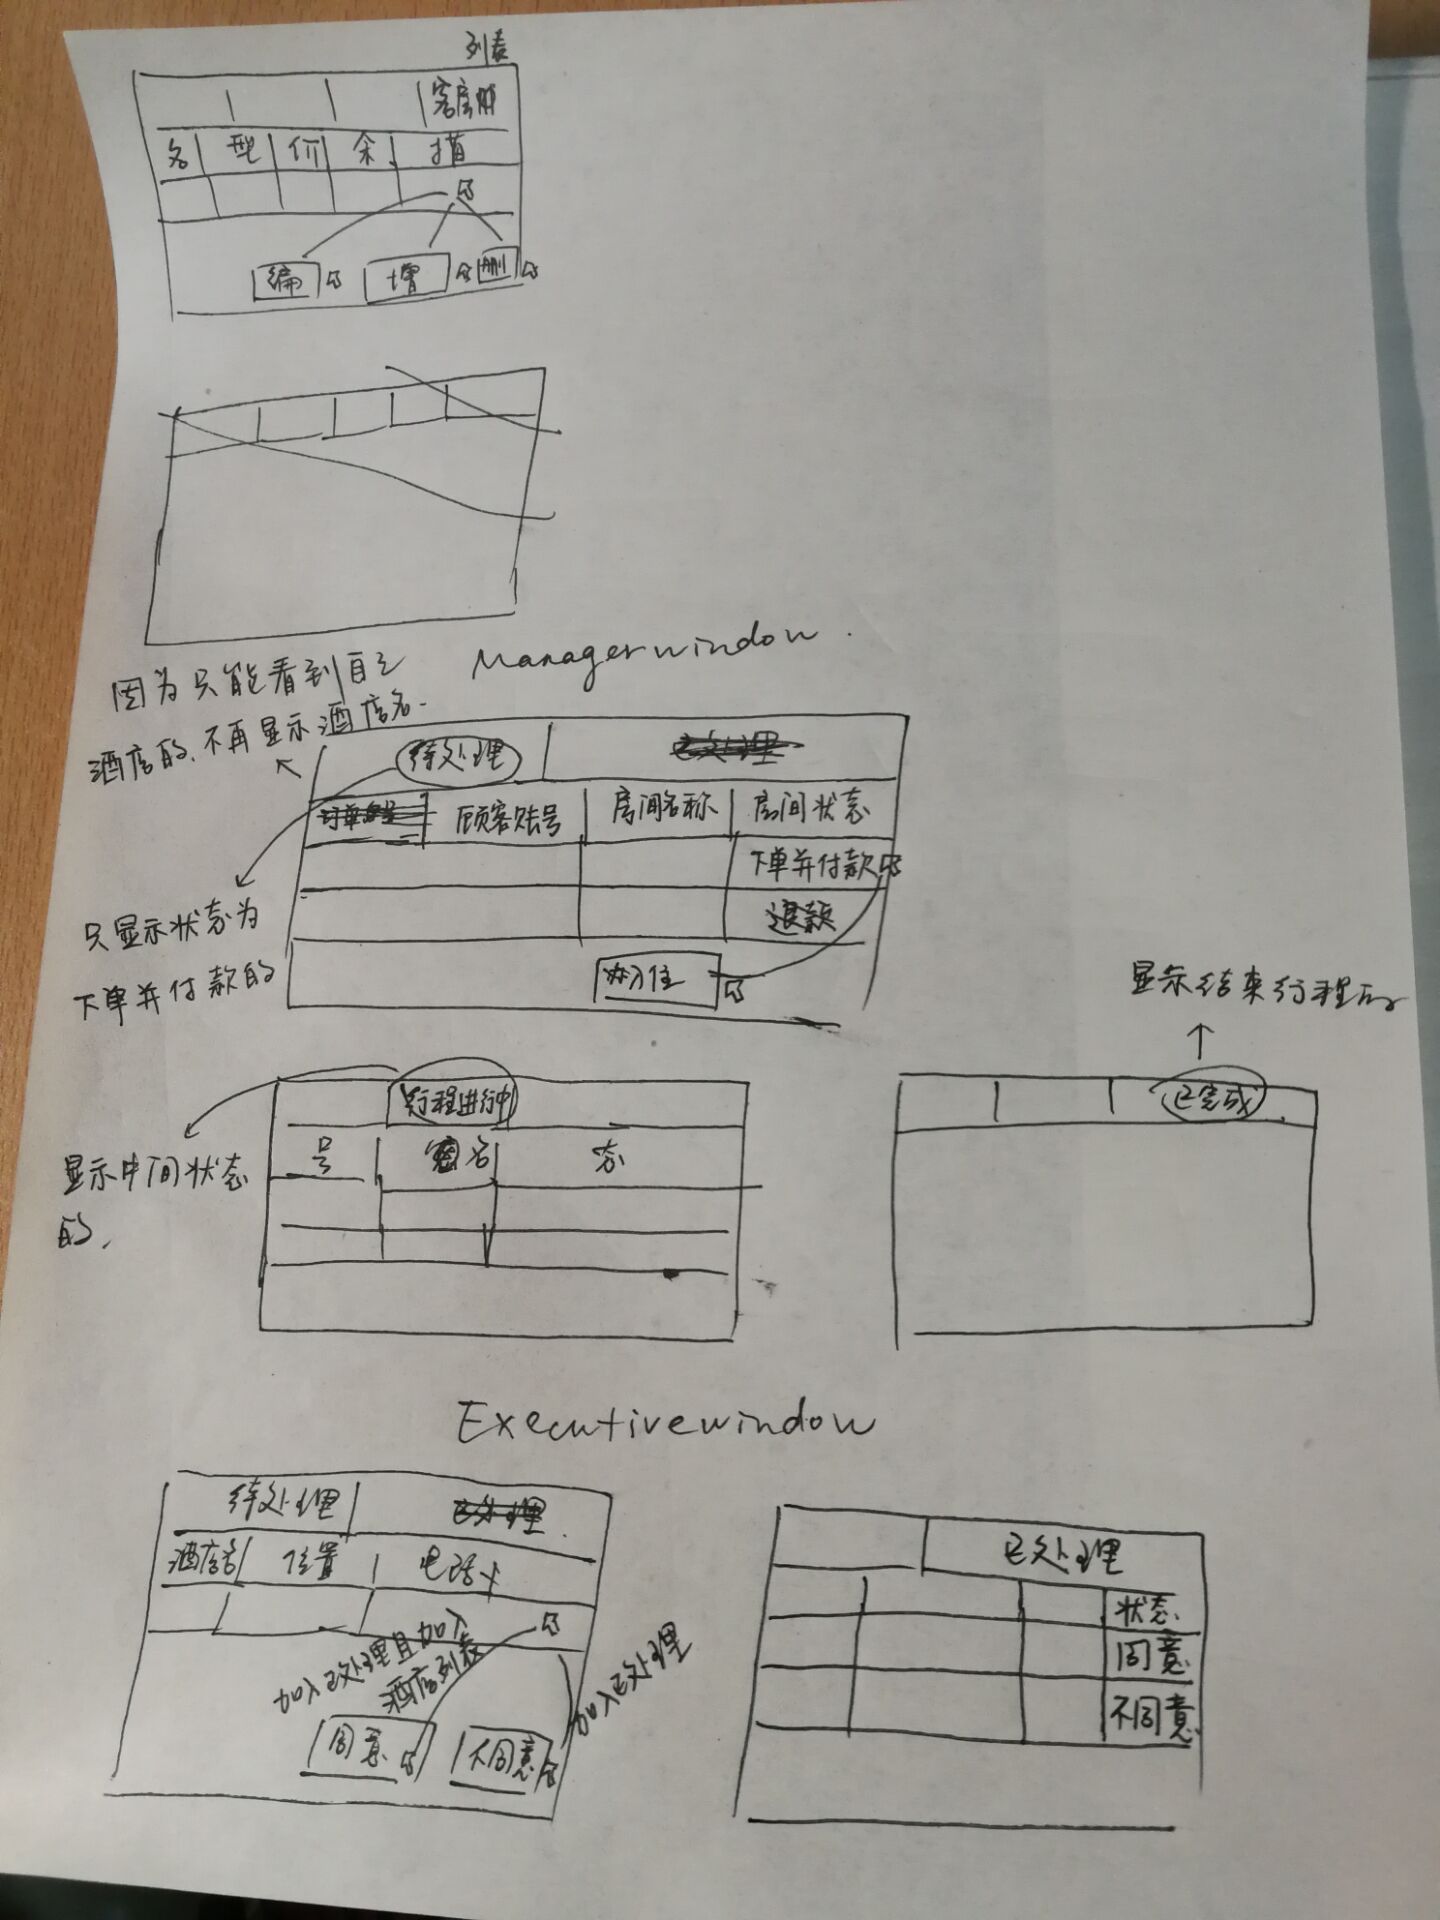 列表
客房
名 型 价 余 描
编 增 删
Managerwindow.
因为只能看到自己
酒店的,不再显示酒店名.
待处理 已处理
订单 顾客账号 房间名称 房间状态
下单并付款
退款
办入住
只显示状态为
下单并付款的
显示结束行程的
行程进行中
已完成
号 名 态
显示中间状态
的,
Executivewindow
待处理 已处理.
酒店名 位置 电话
加入已处理且加入
酒店列表
加入已处理
同意 不同意
已处理
状态
同意
不同意